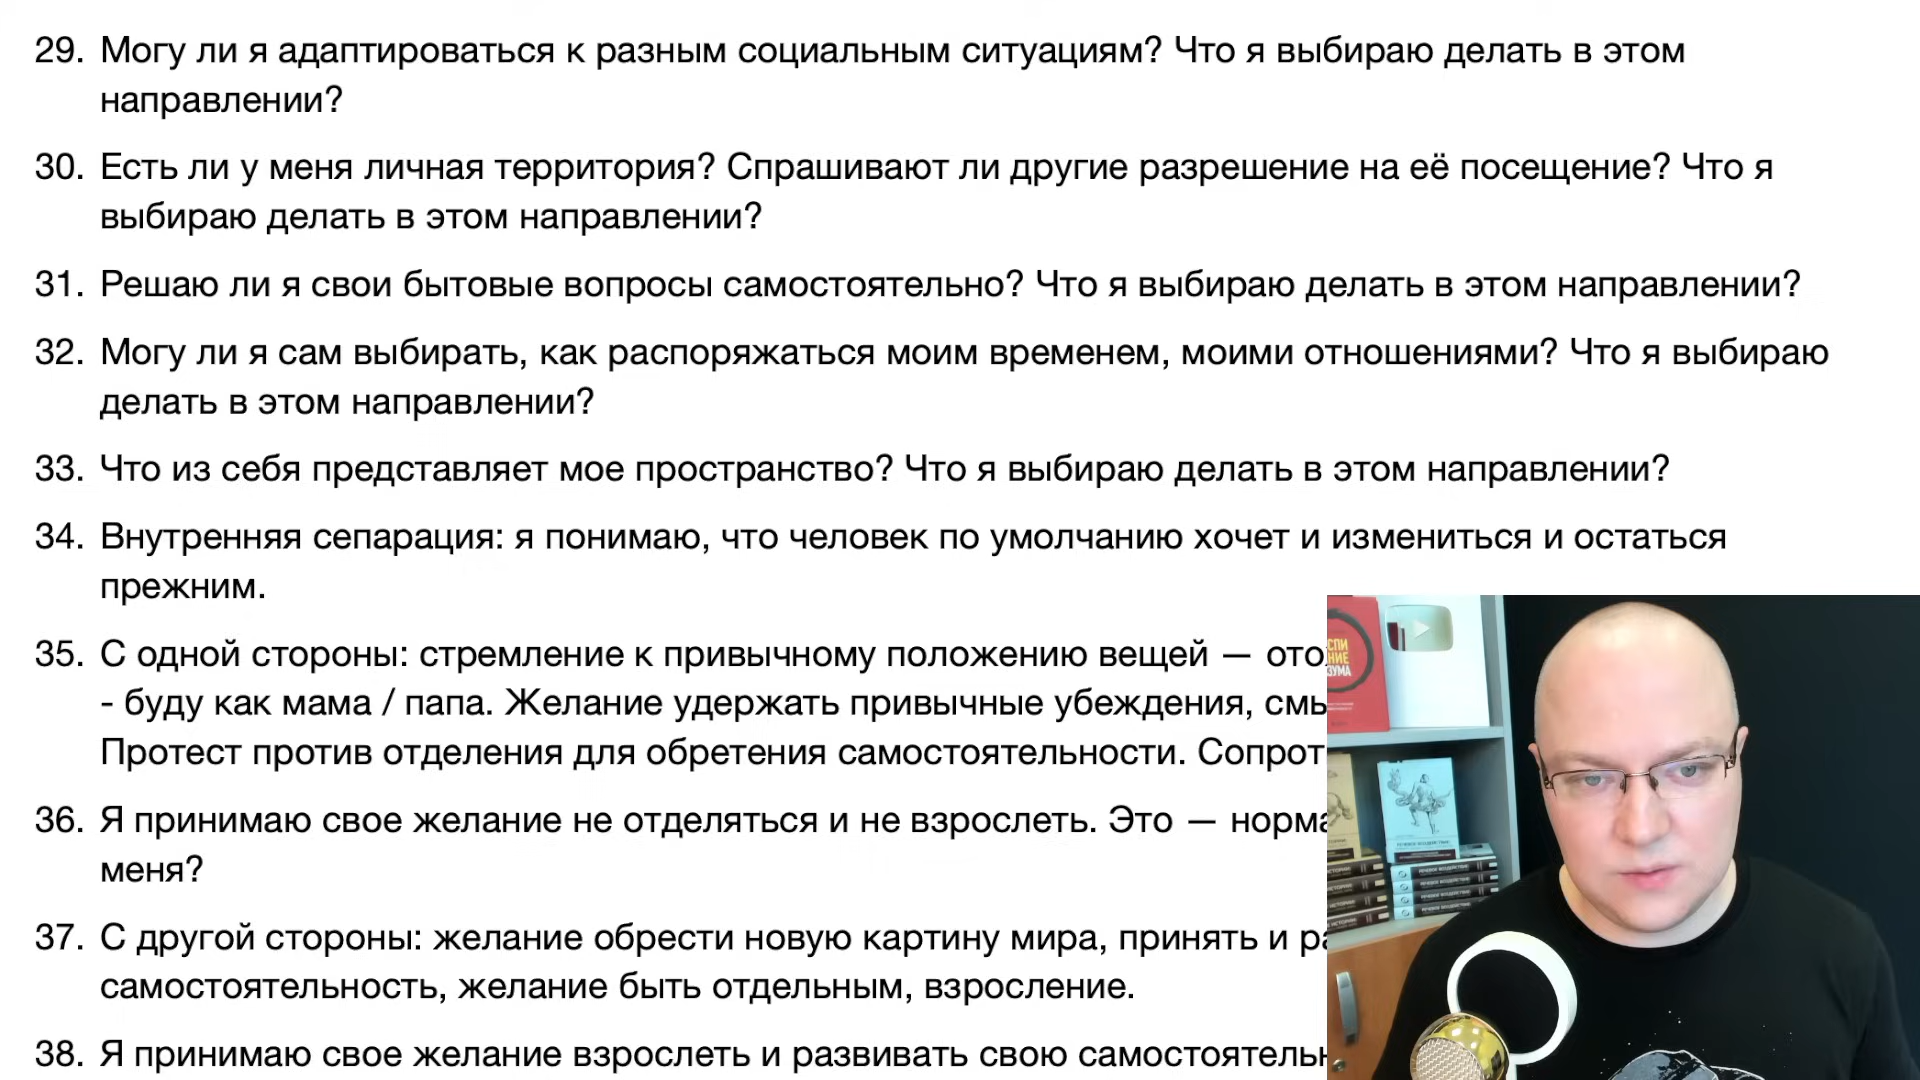 29. Могу ли я адаптироваться к разным социальным ситуациям? Что я выбираю делать в этом
направлении?
30. Есть ли у меня личная территория? Спрашивают ли другие разрешение на её посещение? Что я
выбираю делать в этом направлении?
31. Решаю ли я свои бытовые вопросы самостоятельно? Что я выбираю делать в этом направлении?
32. Могу ли я сам выбирать, как распоряжаться моим временем, моими отношениями? Что я выбираю
делать в этом направлении?
33. Что из себя представляет мое пространство? Что я выбираю делать в этом направлении?
34. Внутренняя сепарация: я понимаю, что человек по умолчанию хочет и измениться и остаться
прежним.
35. С одной стороны: стремление к привычному положению вещей —
- буду как мама / папа. Желание удержать привычные убеждения,
Протест против отделения для обретения самостоятельности.
36. Я принимаю свое желание не отделяться и не взрослеть. Это —
меня?
37. С другой стороны: желание обрести новую картину мира, принять и
самостоятельность, желание быть отдельным, взросление.
38. Я принимаю свое желание взрослеть и развивать свою